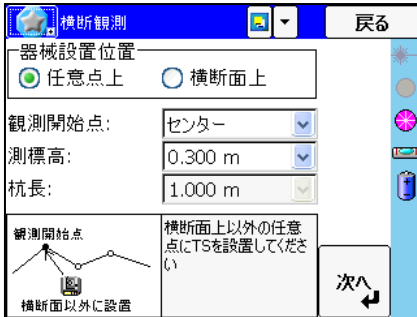 横断観測
戻る
器械設置位置
任意点上
横断面上
観測開始点:
センター
測標高:
0.300 m
杭長:
1.000 m
観測開始点
横断面以外に設置
横断面上以外の任意
点にTSを設置してくださ
い
次へ